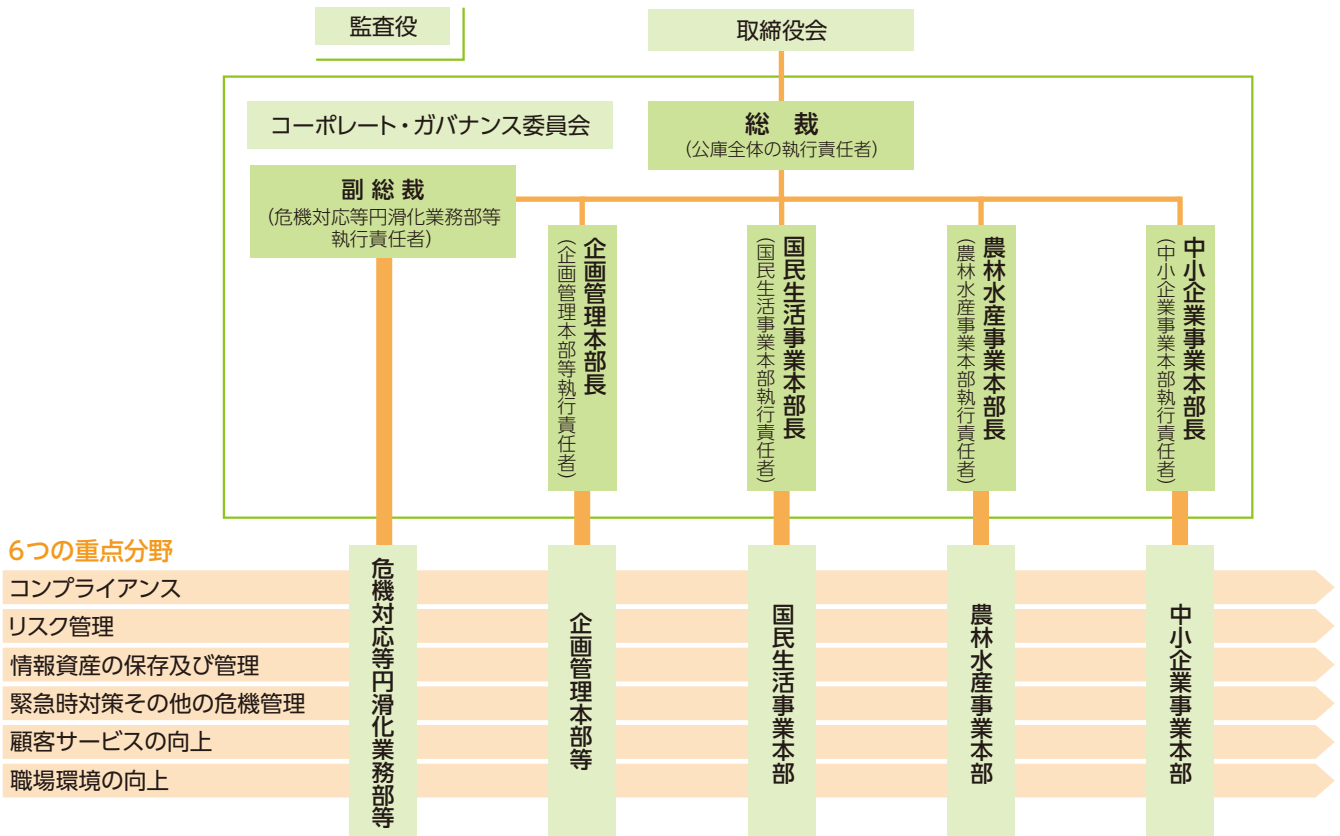 監査役
取締役会
コーポレート・ガバナンス委員会
総　裁
（公庫全体の執行責任者）
副 総 裁
（危機対応等円滑化業務部等
執行責任者）
企画管理本部長
（企画管理本部等執行責任者）
国民生活事業本部長
（国民生活事業本部執行責任者）
農林水産事業本部長
（農林水産事業本部執行責任者）
中小企業事業本部長
（中小企業事業本部執行責任者）
6つの重点分野
コンプライアンス
リスク管理
情報資産の保存及び管理
緊急時対策その他の危機管理
顧客サービスの向上
職場環境の向上
危機対応等円滑化業務部等
企画管理本部等
国民生活事業本部
農林水産事業本部
中小企業事業本部